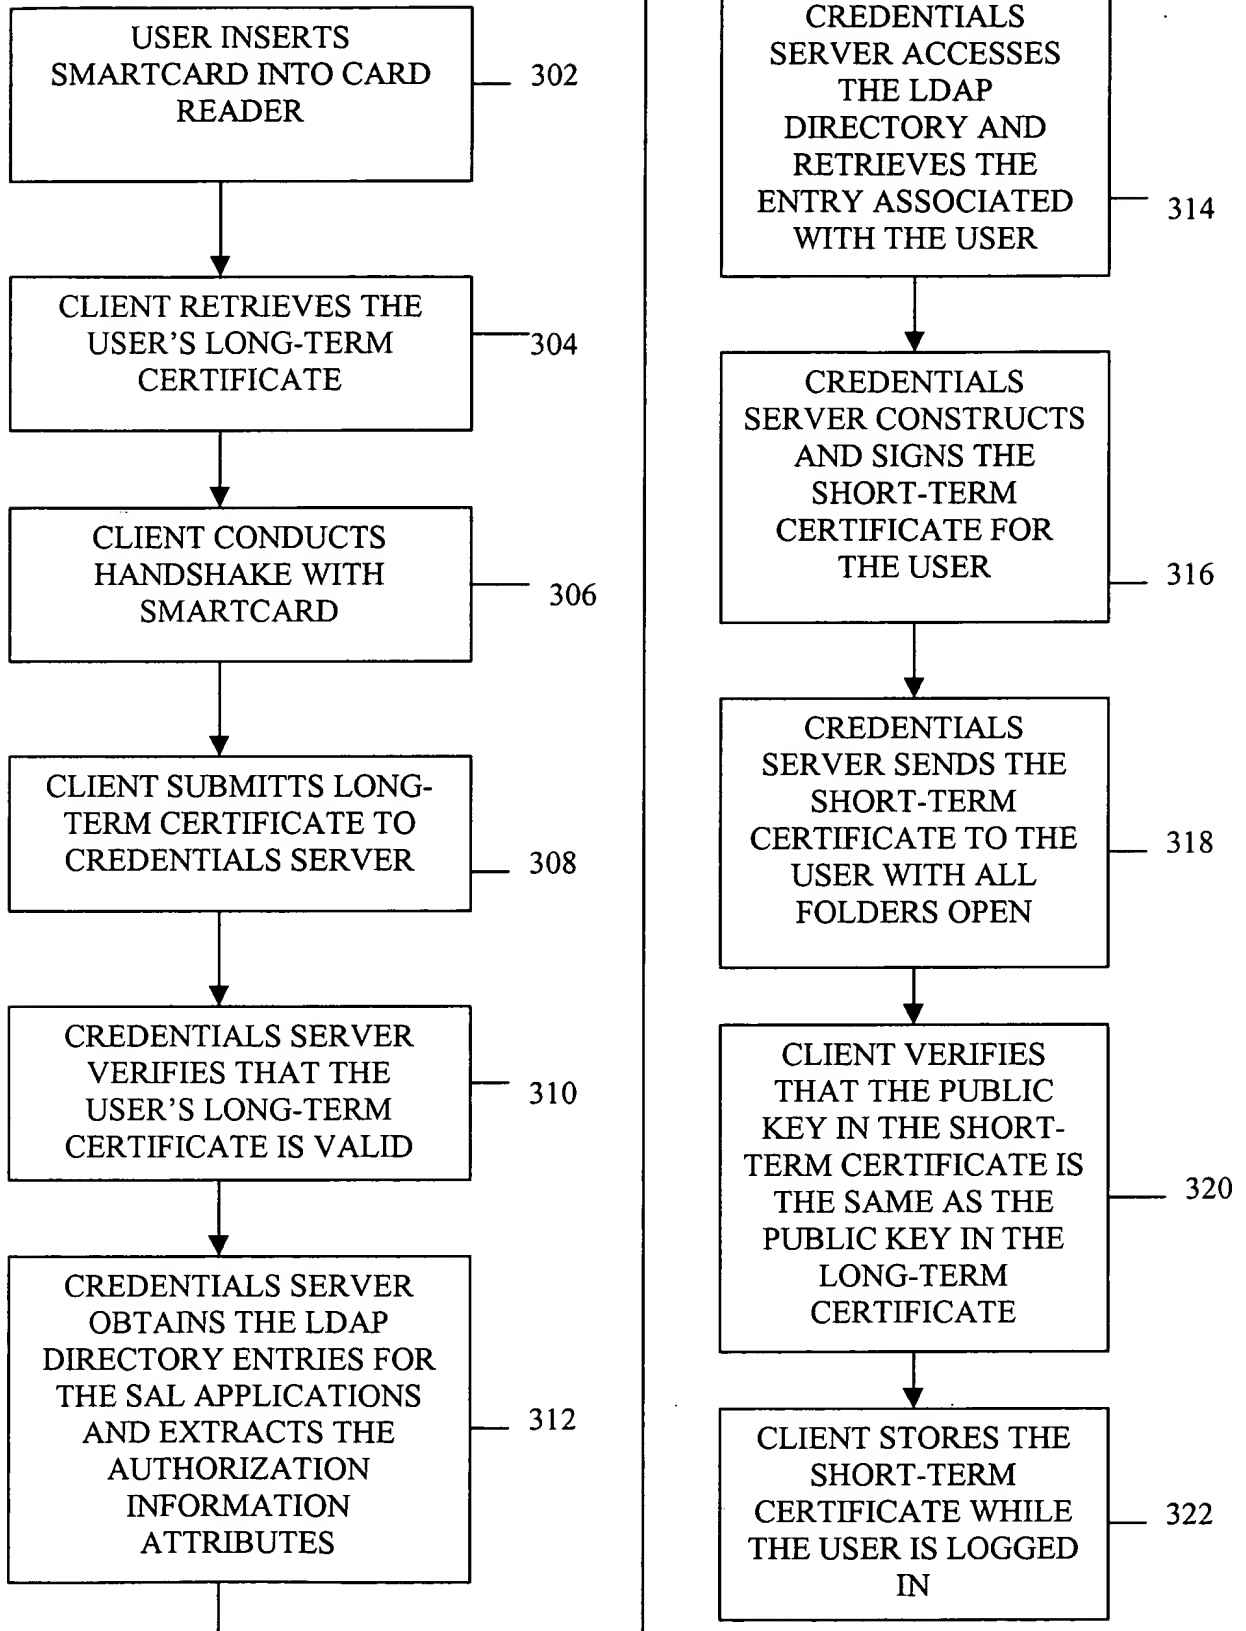 USER INSERTS
SMARTCARD INTO CARD
READER
302
CLIENT RETRIEVES THE
USER'S LONG-TERM
CERTIFICATE
304
CLIENT CONDUCTS
HANDSHAKE WITH
SMARTCARD
306
CLIENT SUBMITTS LONG-
TERM CERTIFICATE TO
CREDENTIALS SERVER
308
CREDENTIALS SERVER
VERIFIES THAT THE
USER'S LONG-TERM
CERTIFICATE IS VALID
310
CREDENTIALS SERVER
OBTAINS THE LDAP
DIRECTORY ENTRIES FOR
THE SAL APPLICATIONS
AND EXTRACTS THE
AUTHORIZATION
INFORMATION
ATTRIBUTES
312
CREDENTIALS
SERVER ACCESSES
THE LDAP
DIRECTORY AND
RETRIEVES THE
ENTRY ASSOCIATED
WITH THE USER
314
CREDENTIALS
SERVER CONSTRUCTS
AND SIGNS THE
SHORT-TERM
CERTIFICATE FOR
THE USER
316
CREDENTIALS
SERVER SENDS THE
SHORT-TERM
CERTIFICATE TO THE
USER WITH ALL
FOLDERS OPEN
318
CLIENT VERIFIES
THAT THE PUBLIC
KEY IN THE SHORT-
TERM CERTIFICATE IS
THE SAME AS THE
PUBLIC KEY IN THE
LONG-TERM
CERTIFICATE
320
CLIENT STORES THE
SHORT-TERM
CERTIFICATE WHILE
THE USER IS LOGGED
IN
322